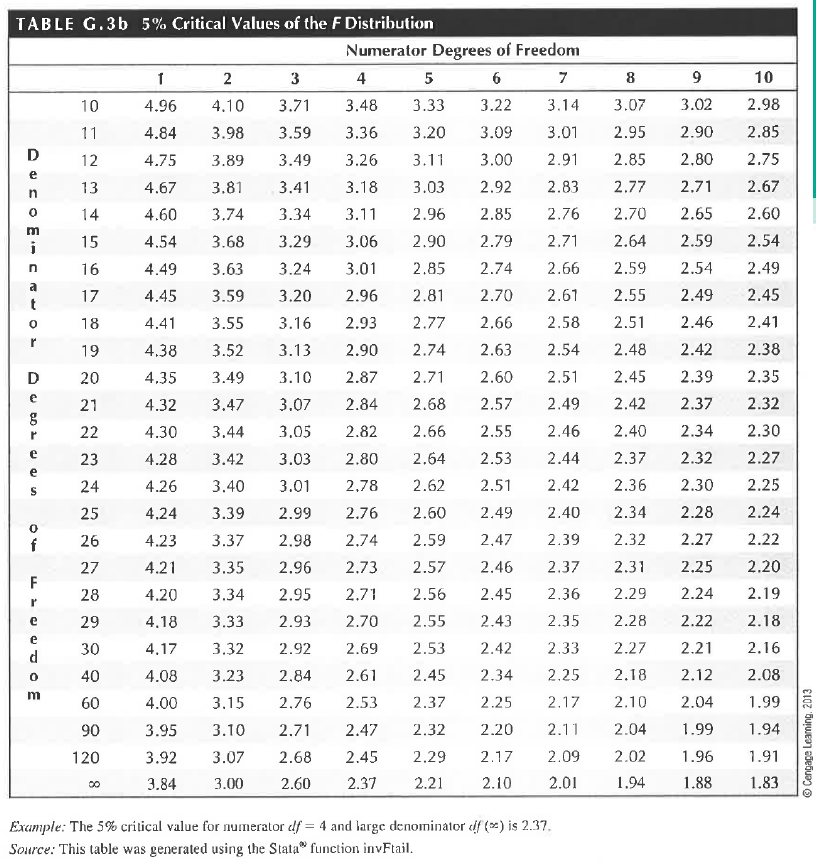 TABLE G.3b 5% Critical Values of the F Distribution
Numerator Degrees of Freedom
1 2 3 4 5 6 7 8 9 10
Denominator Degrees of Freedom
10 4.96 4.10 3.71 3.48 3.33 3.22 3.14 3.07 3.02 2.98
11 4.84 3.98 3.59 3.36 3.20 3.09 3.01 2.95 2.90 2.85
12 4.75 3.89 3.49 3.26 3.11 3.00 2.91 2.85 2.80 2.75
13 4.67 3.81 3.41 3.18 3.03 2.92 2.83 2.77 2.71 2.67
14 4.60 3.74 3.34 3.11 2.96 2.85 2.76 2.70 2.65 2.60
15 4.54 3.68 3.29 3.06 2.90 2.79 2.71 2.64 2.59 2.54
16 4.49 3.63 3.24 3.01 2.85 2.74 2.66 2.59 2.54 2.49
17 4.45 3.59 3.20 2.96 2.81 2.70 2.61 2.55 2.49 2.45
18 4.41 3.55 3.16 2.93 2.77 2.66 2.58 2.51 2.46 2.41
19 4.38 3.52 3.13 2.90 2.74 2.63 2.54 2.48 2.42 2.38
20 4.35 3.49 3.10 2.87 2.71 2.60 2.51 2.45 2.39 2.35
21 4.32 3.47 3.07 2.84 2.68 2.57 2.49 2.42 2.37 2.32
22 4.30 3.44 3.05 2.82 2.66 2.55 2.46 2.40 2.34 2.30
23 4.28 3.42 3.03 2.80 2.64 2.53 2.44 2.37 2.32 2.27
24 4.26 3.40 3.01 2.78 2.62 2.51 2.42 2.36 2.30 2.25
25 4.24 3.39 2.99 2.76 2.60 2.49 2.40 2.34 2.28 2.24
26 4.23 3.37 2.98 2.74 2.59 2.47 2.39 2.32 2.27 2.22
27 4.21 3.35 2.96 2.73 2.57 2.46 2.37 2.31 2.25 2.20
28 4.20 3.34 2.95 2.71 2.56 2.45 2.36 2.29 2.24 2.19
29 4.18 3.33 2.93 2.70 2.55 2.43 2.35 2.28 2.22 2.18
30 4.17 3.32 2.92 2.69 2.53 2.42 2.33 2.27 2.21 2.16
40 4.08 3.23 2.84 2.61 2.45 2.34 2.25 2.18 2.12 2.08
60 4.00 3.15 2.76 2.53 2.37 2.25 2.17 2.10 2.04 1.99
90 3.95 3.10 2.71 2.47 2.32 2.20 2.11 2.04 1.99 1.94
120 3.92 3.07 2.68 2.45 2.29 2.17 2.09 2.02 1.96 1.91
∞ 3.84 3.00 2.60 2.37 2.21 2.10 2.01 1.94 1.88 1.83
© Cengage Learning, 2013
Example: The 5% critical value for numerator df = 4 and large denominator df (∞) is 2.37.
Source: This table was generated using the Stata® function invFtail.